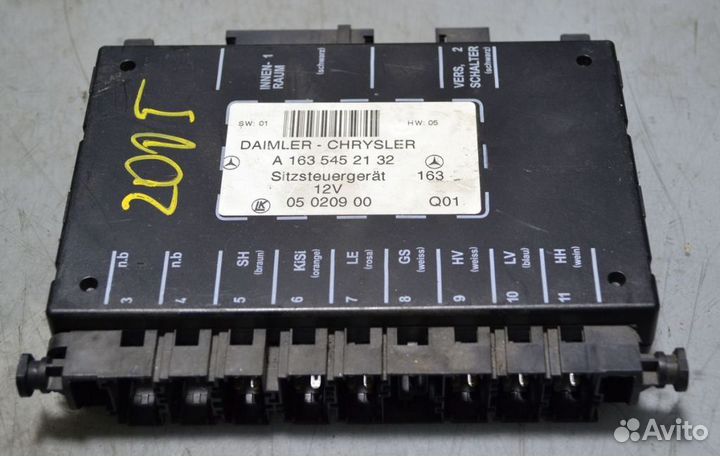 INNEN- 1
RAUM
(schwarz)
VERS, 2
SCHALTER
(schwarz)
SW: 01
HW: 05
DAIMLER - CHRYSLER
A 163 545 21 32
Sitzsteuergerät 163
12V
LK
05 0209 00 Q01
n.b
3
n.b
4
SH
(braun)
5
KiSi
(orange)
6
LE
(rosa)
7
GS
(weiss)
8
HV
(weiss)
9
LV
(blau)
10
HH
(wein)
11
Avito